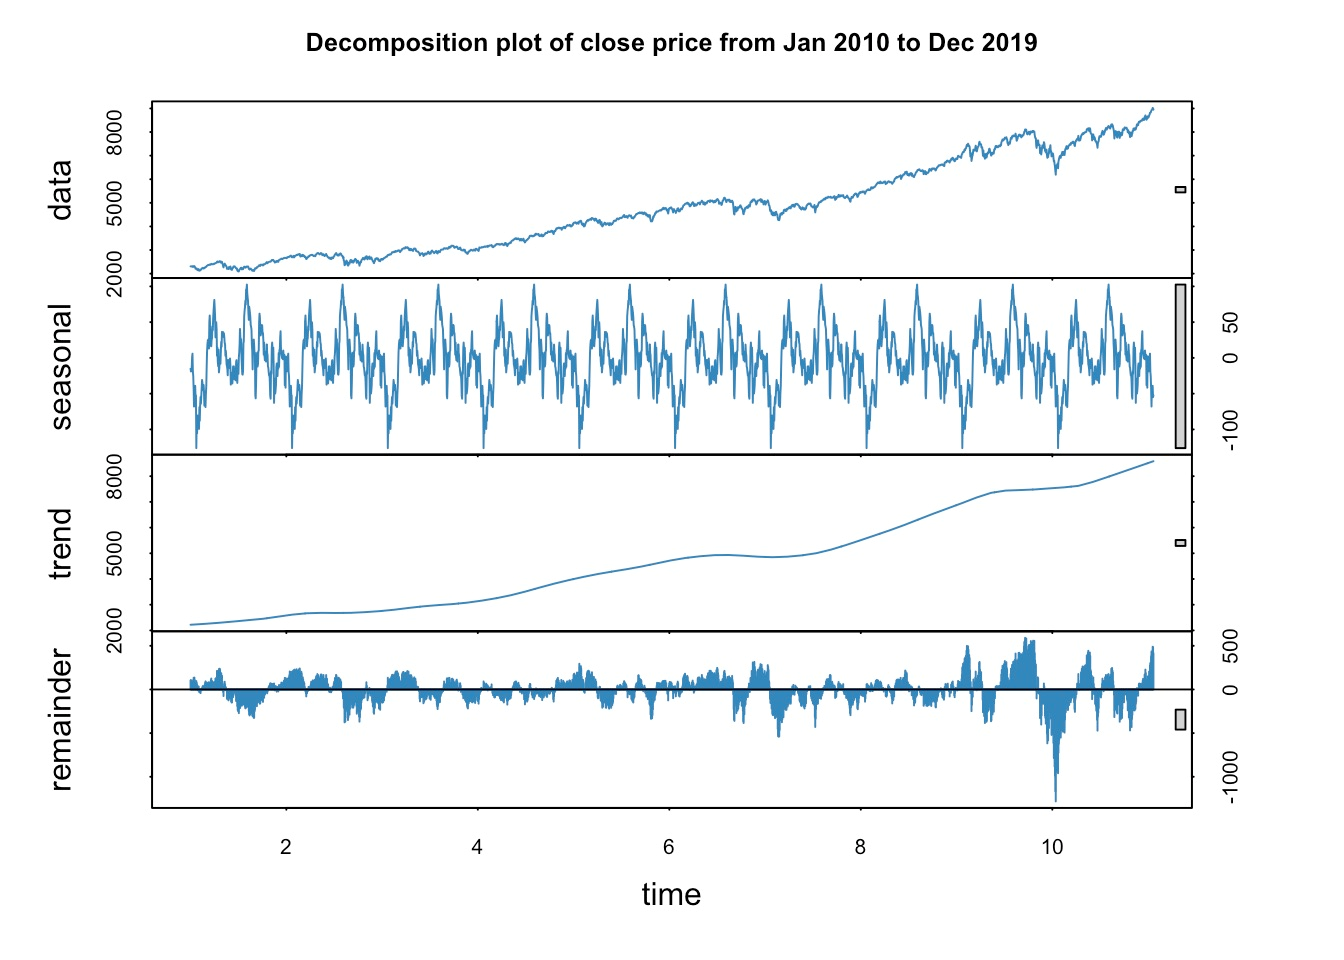 Decomposition plot of close price from Jan 2010 to Dec 2019
data
2000 5000 8000
seasonal
-100 0 50
trend
2000 5000 8000
remainder
-1000 0 500
2 4 6 8 10
time